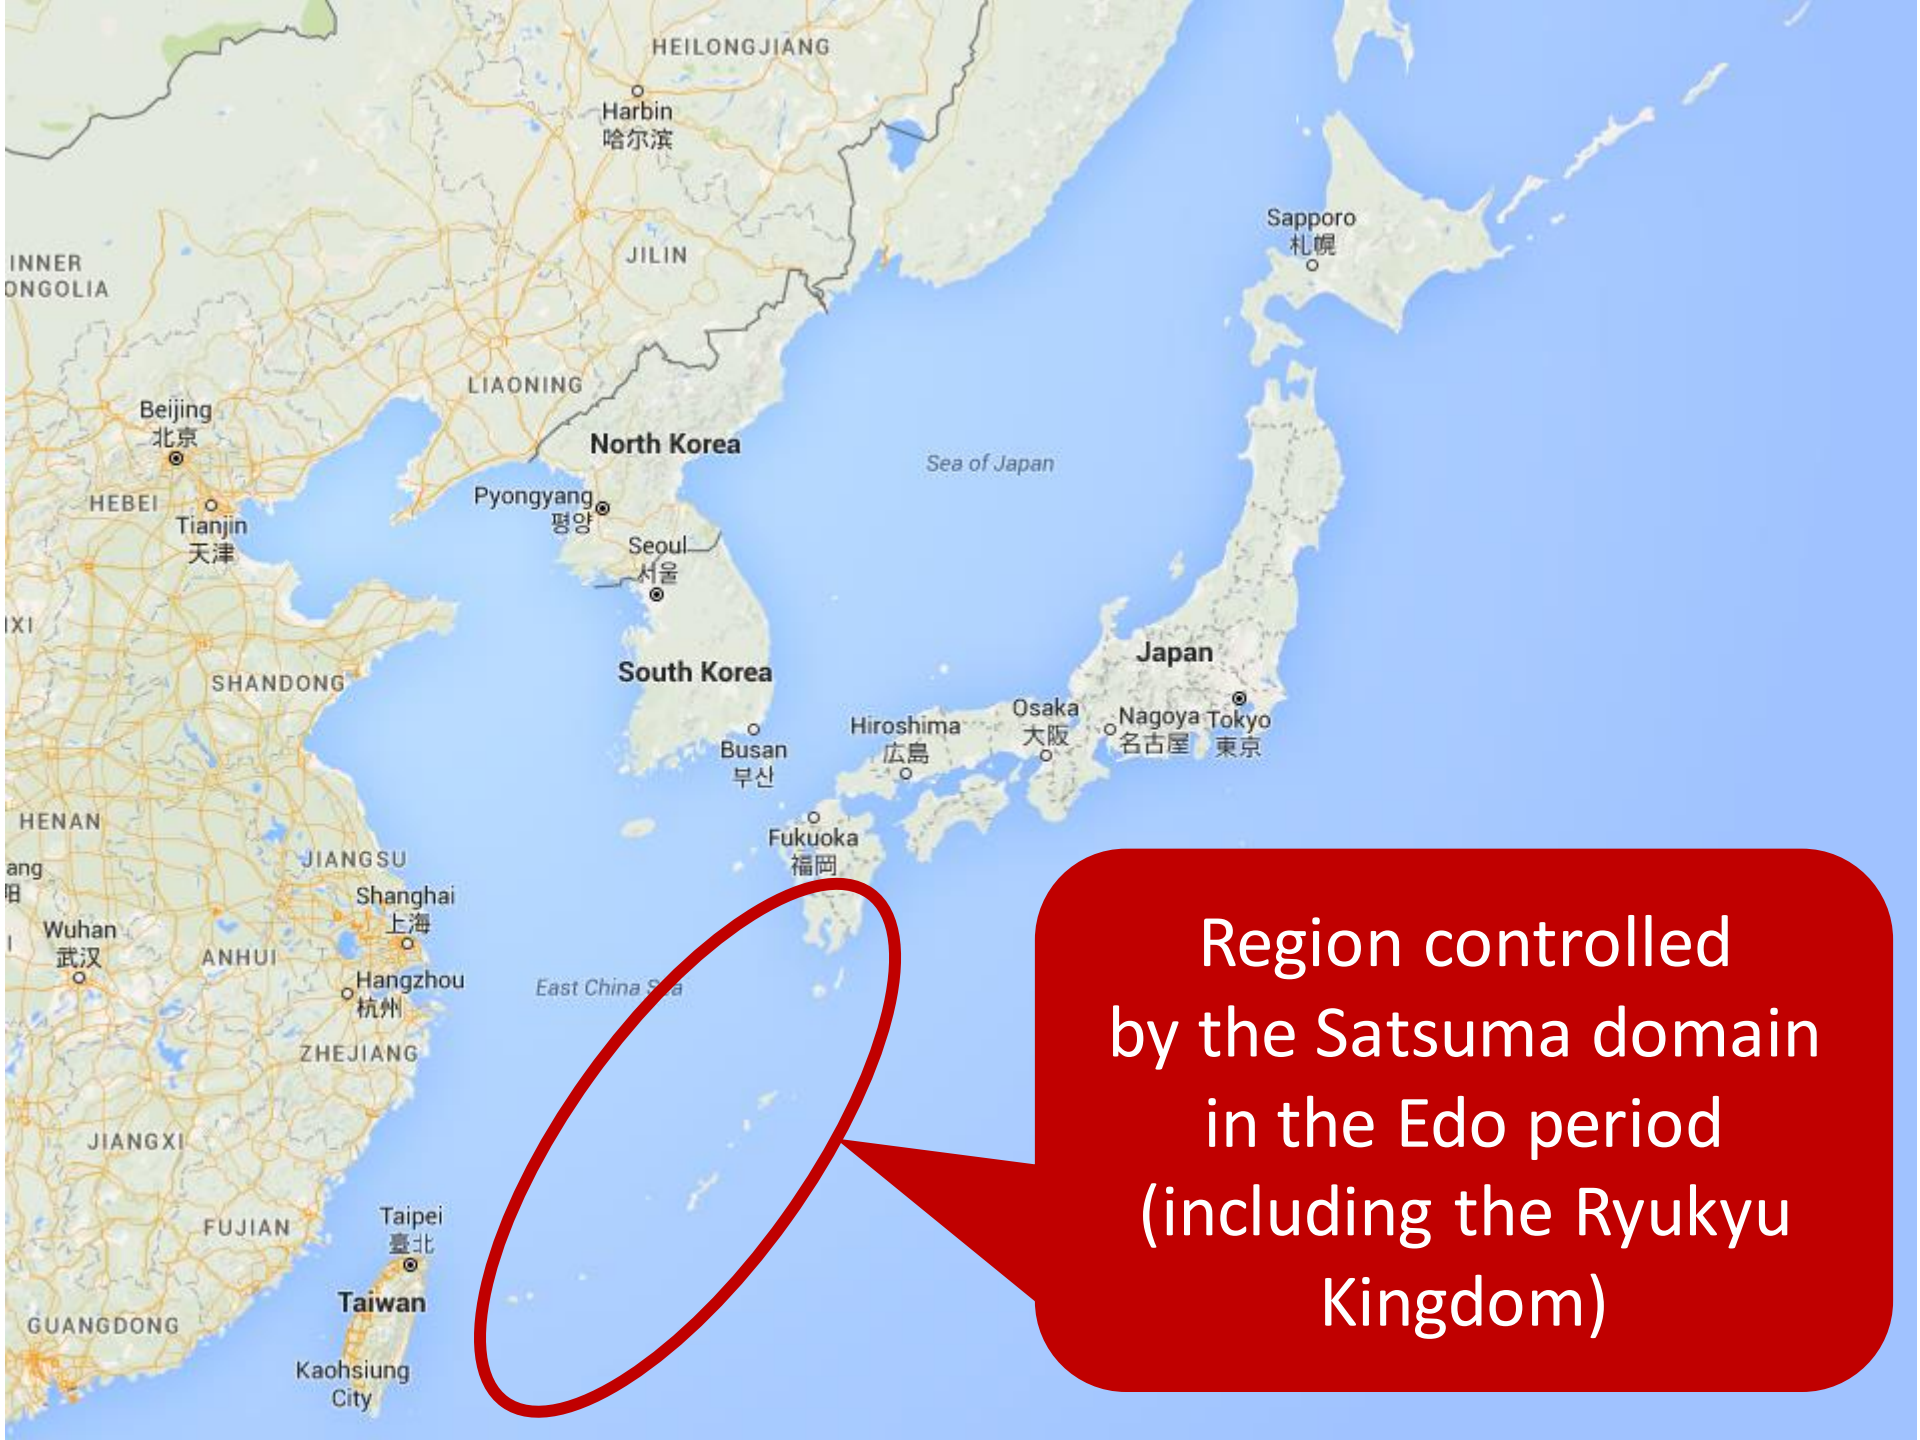 HEILONGJIANG
Harbin
哈尔滨
Sapporo
札幌
JILIN
INNER
ONGOLIA
LIAONING
Beijing
北京
North Korea
Sea of Japan
HEBEI
Pyongyang
평양
Tianjin
天津
Seoul
서울
IXI
Japan
SHANDONG
South Korea
Osaka
大阪
Nagoya
名古屋
Tokyo
東京
Hiroshima
広島
Busan
부산
HENAN
Fukuoka
福岡
JIANGSU
ang
阳
Shanghai
上海
Wuhan
武汉
ANHUI
Hangzhou
杭州
East China Sea
ZHEJIANG
JIANGXI
FUJIAN
Taipei
臺北
Taiwan
GUANGDONG
Kaohsiung
City
Region controlled
by the Satsuma domain
in the Edo period
(including the Ryukyu
Kingdom)